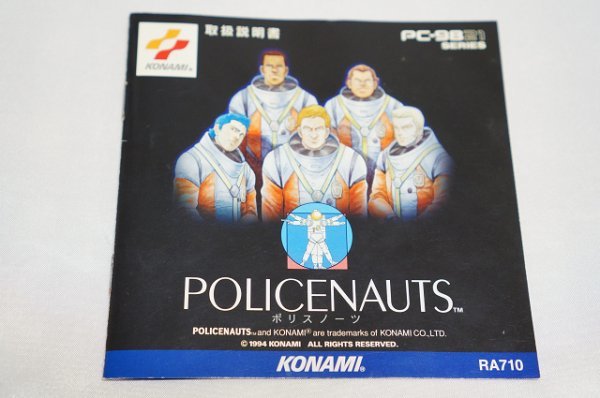 KONAMI®
取扱説明書
PC-9821
SERIES
POLICENAUTS™
ポリスノーツ
POLICENAUTS™ and KONAMI® are trademarks of KONAMI CO.,LTD.
© 1994 KONAMI ALL RIGHTS RESERVED.
KONAMI®
RA710